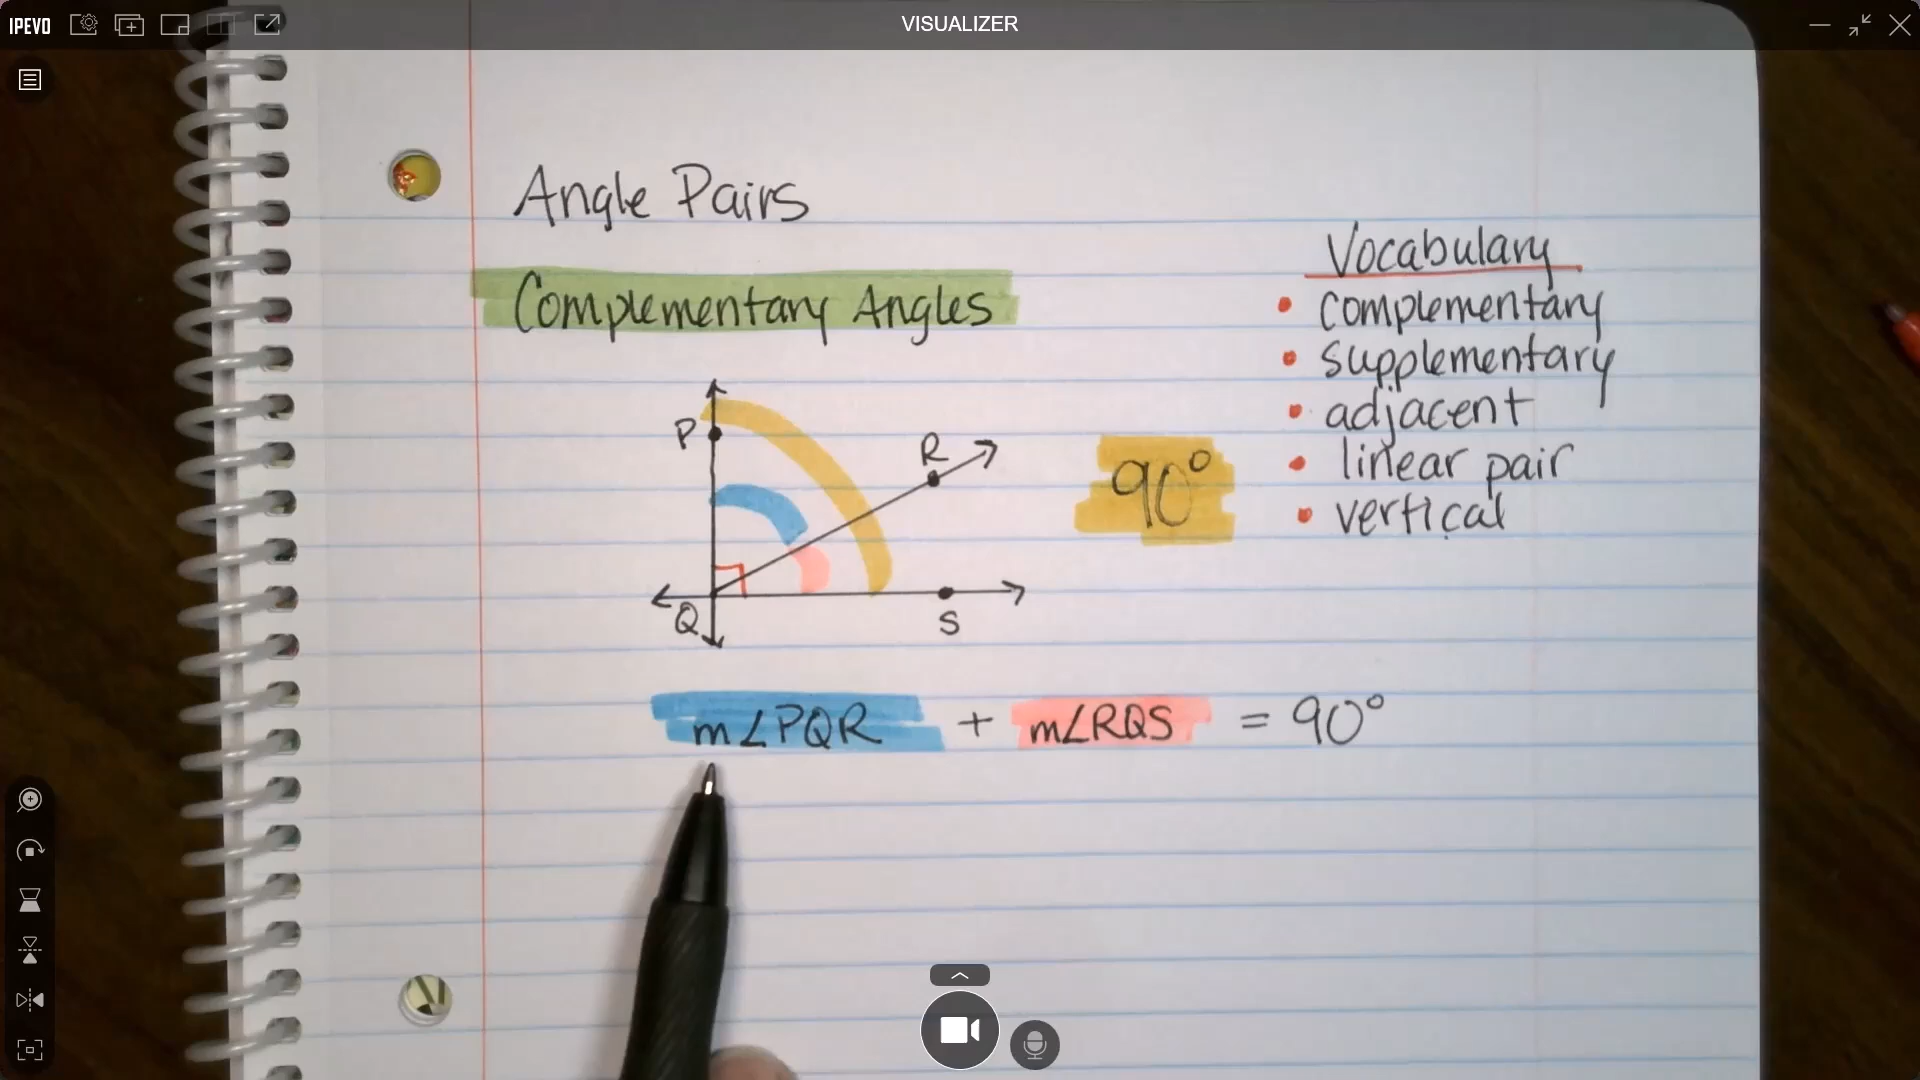 IPEVO
VISUALIZER
Angle Pairs
Complementary Angles
P
R
Q
S
90°
m∠PQR + m∠RQS = 90°
Vocabulary
• complementary
• supplementary
• adjacent
• linear pair
• vertical